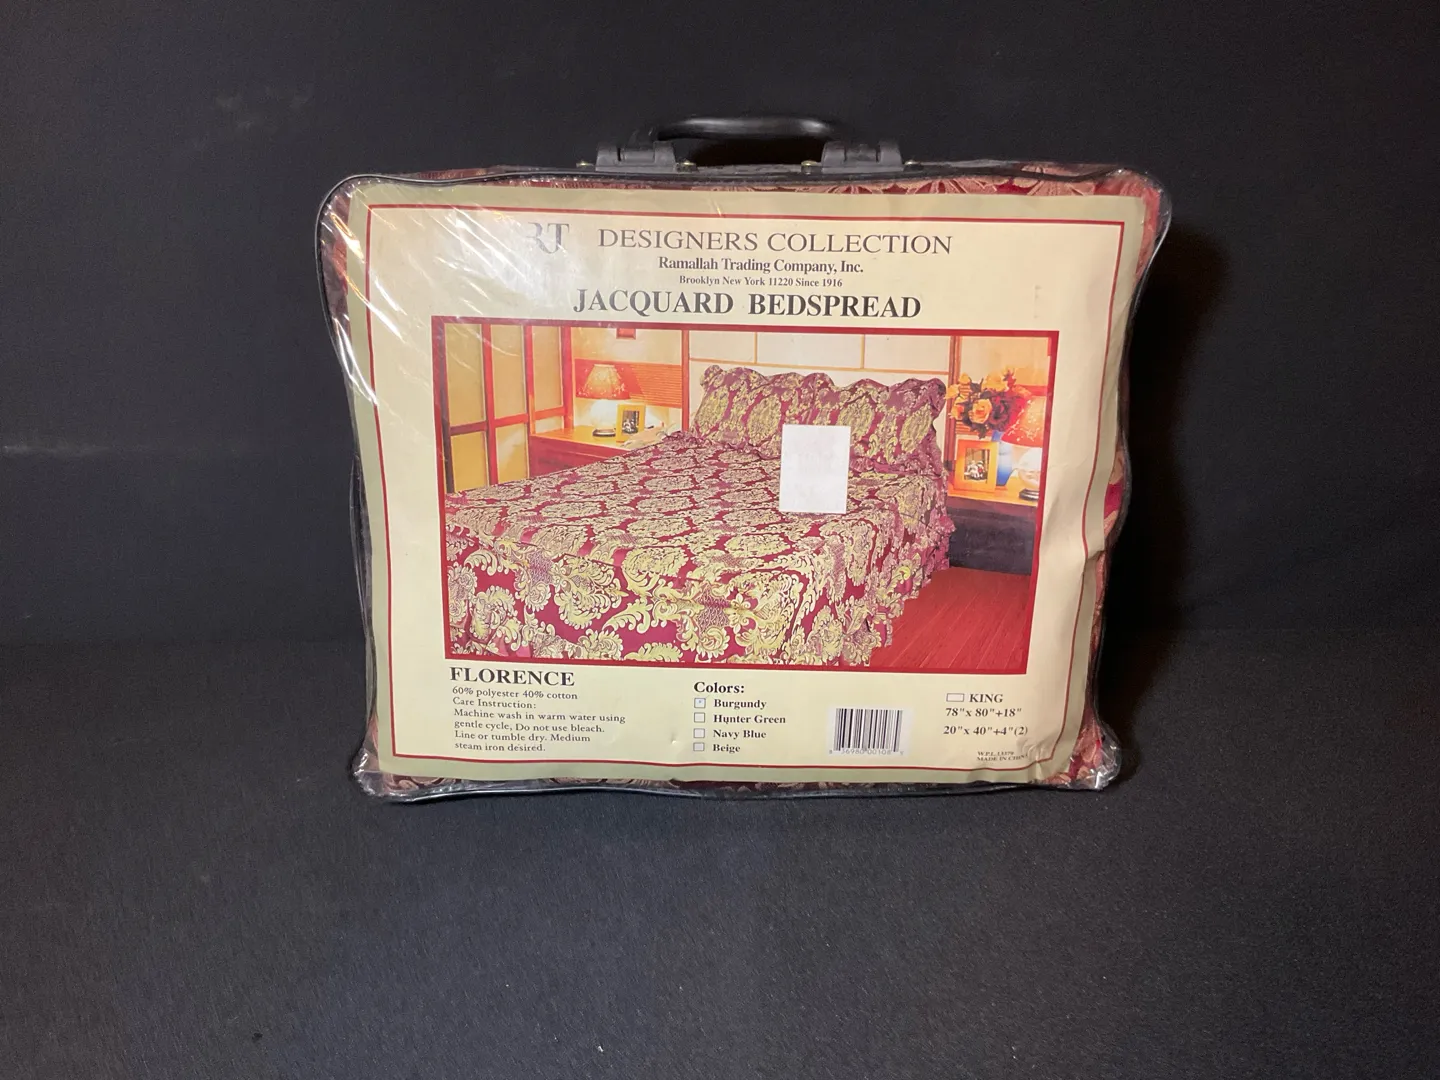 RT DESIGNERS COLLECTION
Ramallah Trading Company, Inc.
Brooklyn New York 11220 Since 1916
JACQUARD BEDSPREAD
FLORENCE
60% polyester 40% cotton
Care Instruction:
Machine wash in warm water using
gentle cycle, Do not use bleach.
Line or tumble dry. Medium
steam iron desired.
Colors:
Burgundy
Hunter Green
Navy Blue
Beige
KING
78"x 80"+18"
20"x 40"+4"(2)
MADE IN CHINA